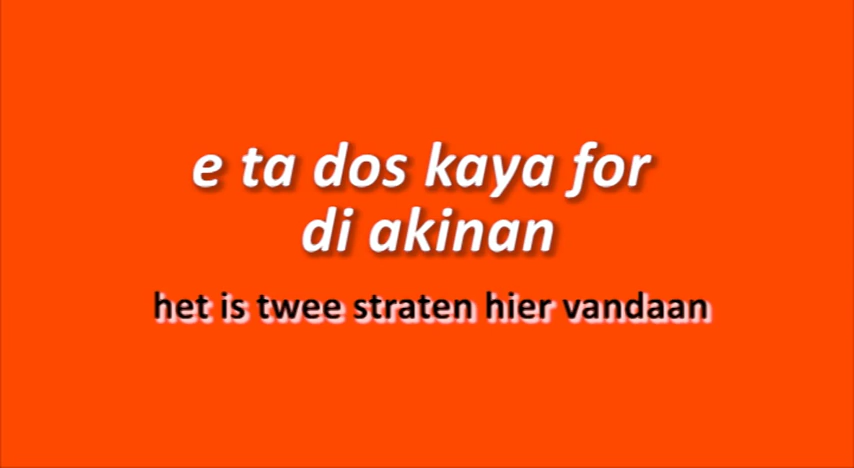 e ta dos kaya for
di akinan
het is twee straten hier vandaan